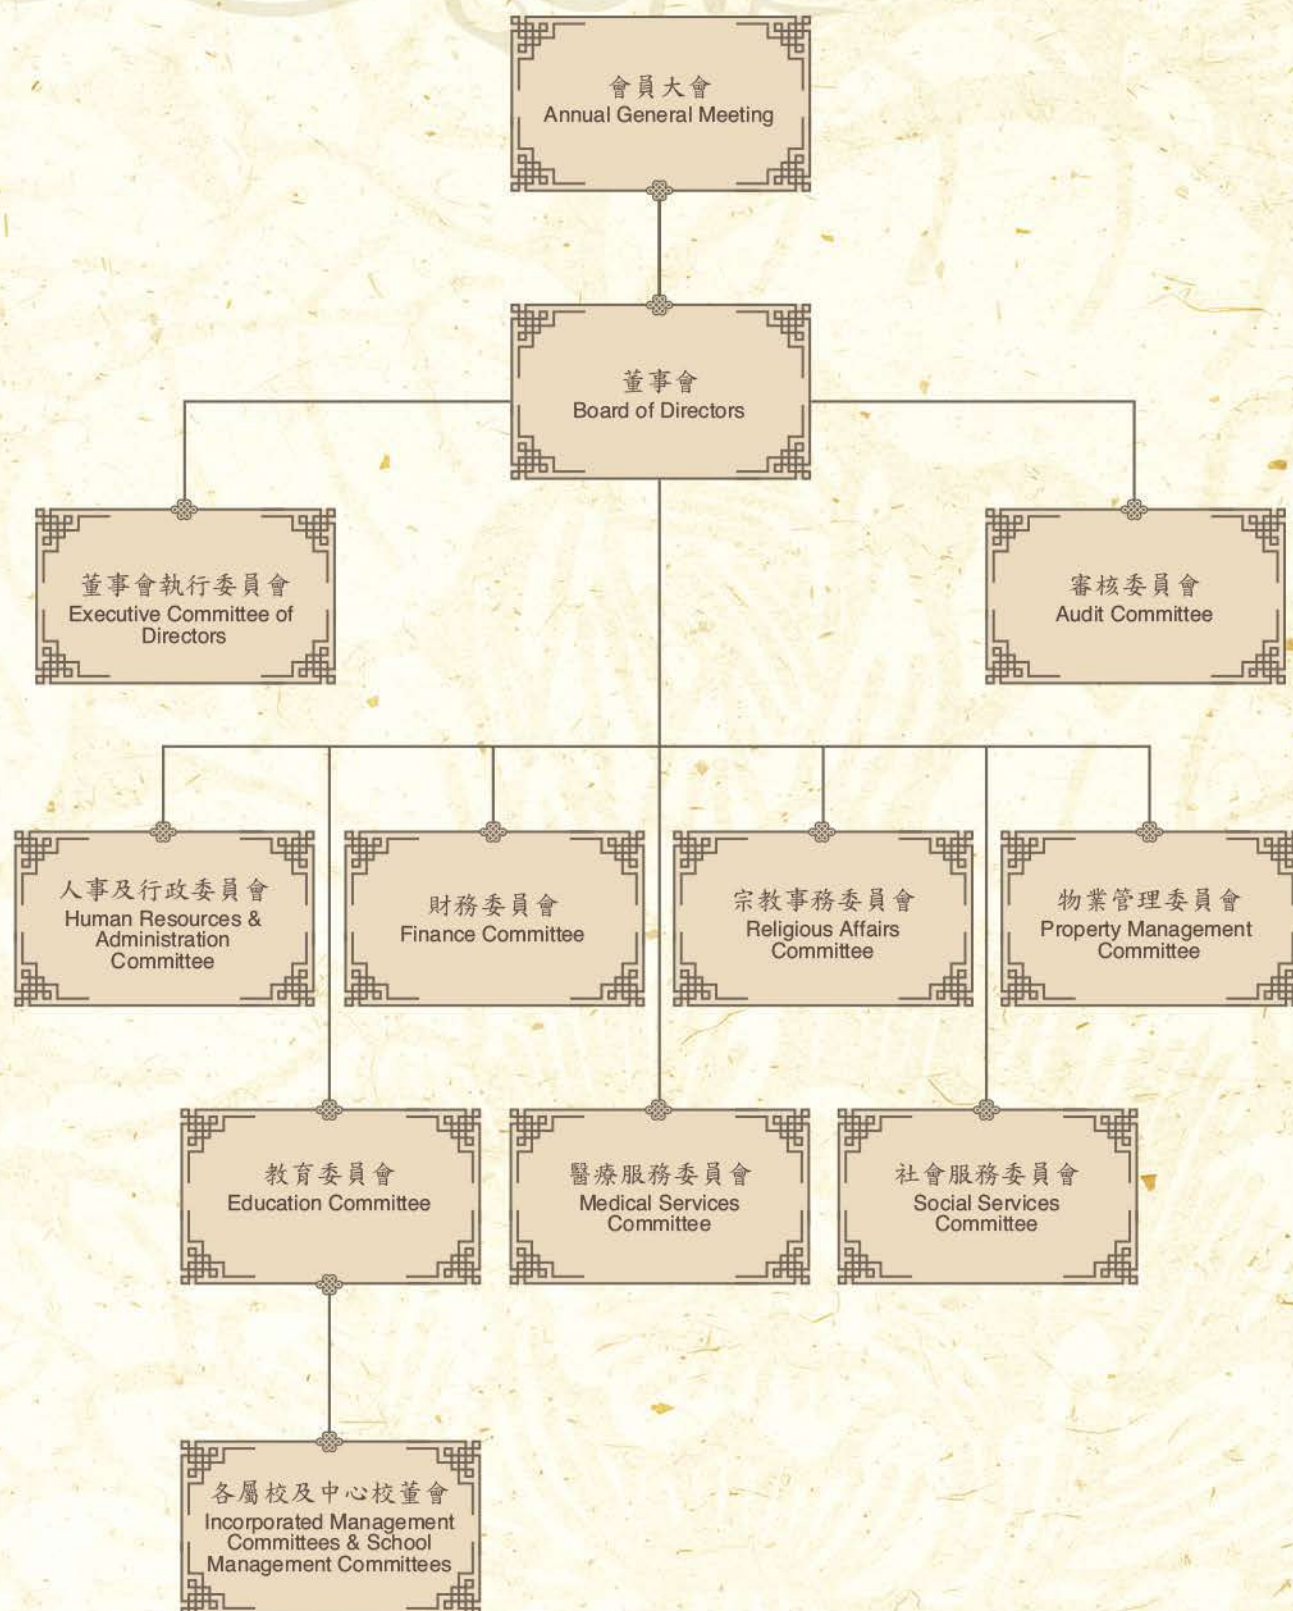 會員大會
Annual General Meeting
董事會
Board of Directors
董事會執行委員會
Executive Committee of
Directors
審核委員會
Audit Committee
人事及行政委員會
Human Resources &
Administration
Committee
財務委員會
Finance Committee
宗教事務委員會
Religious Affairs
Committee
物業管理委員會
Property Management
Committee
教育委員會
Education Committee
醫療服務委員會
Medical Services
Committee
社會服務委員會
Social Services
Committee
各屬校及中心校董會
Incorporated Management
Committees & School
Management Committees